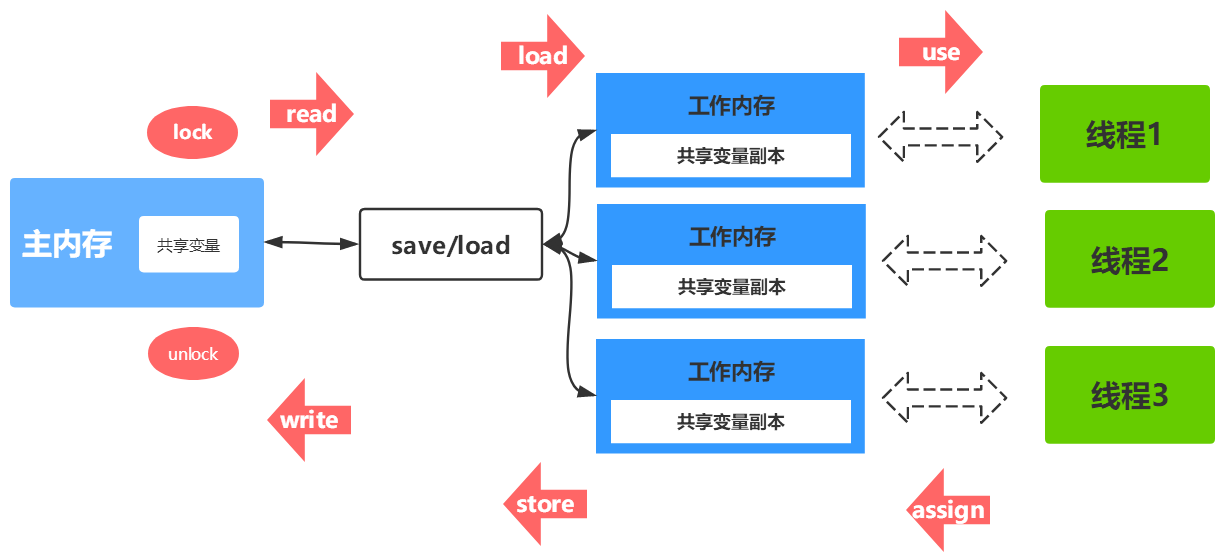 load
use
read
lock
工作内存
共享变量副本
线程1
主内存
共享变量
save/load
工作内存
共享变量副本
线程2
unlock
工作内存
共享变量副本
线程3
write
store
assign